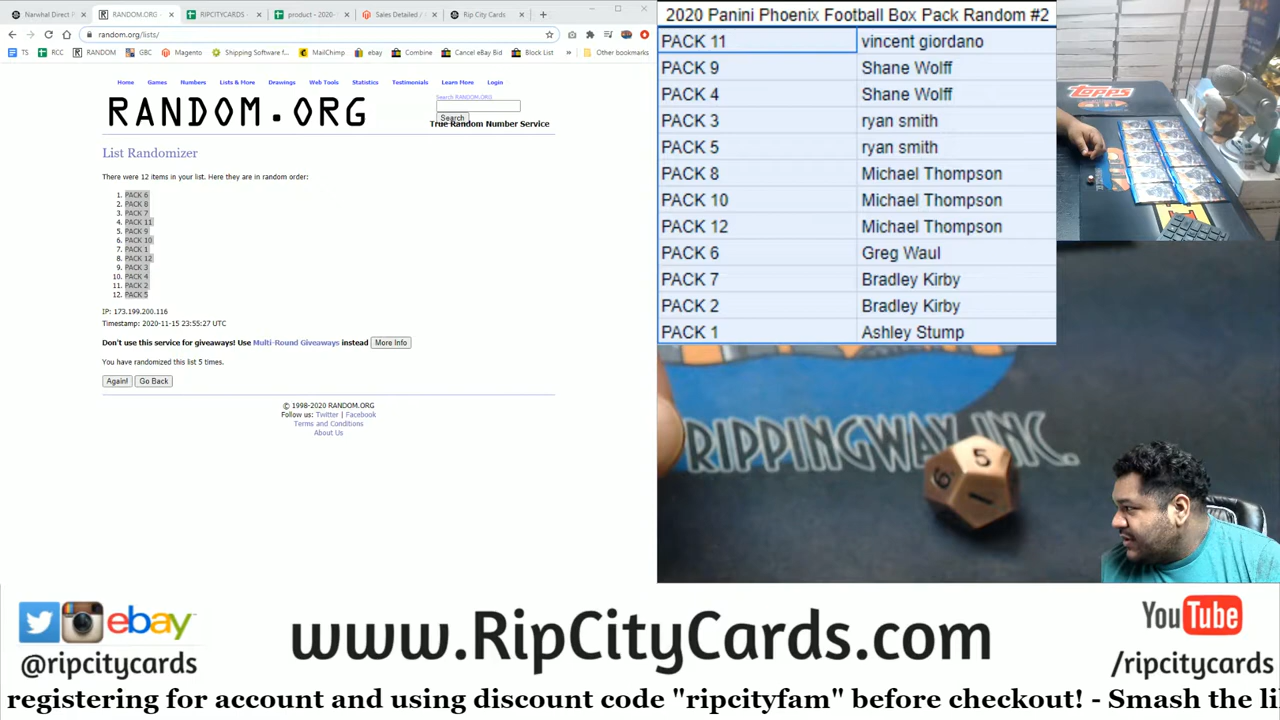 Narwhal Direct P
RANDOM.ORG -
RIPCITYCARDS -
product - 2020-
Sales Detailed /
Rip City Cards
random.org/lists/
TS
RCC
RANDOM
GBC
Magento
Shipping Software f
MailChimp
ebay
Combine
Cancel eBay Bid
Block List
Other bookmarks
Home
Games
Numbers
Lists & More
Drawings
Web Tools
Statistics
Testimonials
Learn More
Login
RANDOM.ORG
Search RANDOM.ORG
Search
True Random Number Service
List Randomizer
There were 12 items in your list. Here they are in random order:
1. PACK 6
2. PACK 8
3. PACK 7
4. PACK 11
5. PACK 9
6. PACK 10
7. PACK 1
8. PACK 12
9. PACK 3
10. PACK 4
11. PACK 2
12. PACK 5
IP: 173.199.200.116
Timestamp: 2020-11-15 23:55:27 UTC
Don't use this service for giveaways! Use Multi-Round Giveaways instead More Info
You have randomized this list 5 times.
Again! Go Back
© 1998-2020 RANDOM.ORG
Follow us: Twitter | Facebook
Terms and Conditions
About Us
2020 Panini Phoenix Football Box Pack Random #2
PACK 11 vincent giordano
PACK 9 Shane Wolff
PACK 4 Shane Wolff
PACK 3 ryan smith
PACK 5 ryan smith
PACK 8 Michael Thompson
PACK 10 Michael Thompson
PACK 12 Michael Thompson
PACK 6 Greg Waul
PACK 7 Bradley Kirby
PACK 2 Bradley Kirby
PACK 1 Ashley Stump
TOPPS
RIPPINGWAY INC.
5
6
1
ebay
@ripcitycards
www.RipCityCards.com
YouTube
/ripcitycards
registering for account and using discount code "ripcityfam" before checkout! - Smash the li